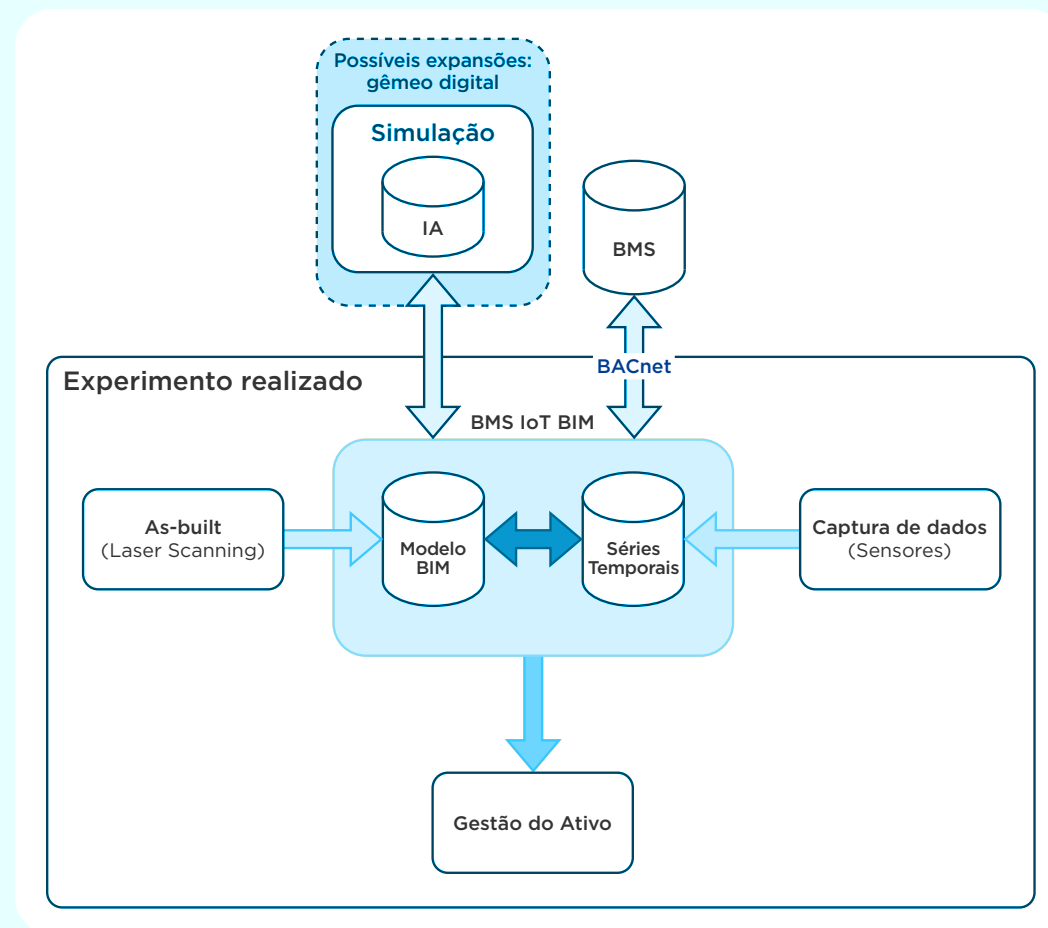 Possíveis expansões:
gêmeo digital
Simulação
IA
BMS
BACnet
Experimento realizado
BMS IoT BIM
As-built
(Laser Scanning)
Modelo
BIM
Séries
Temporais
Captura de dados
(Sensores)
Gestão do Ativo